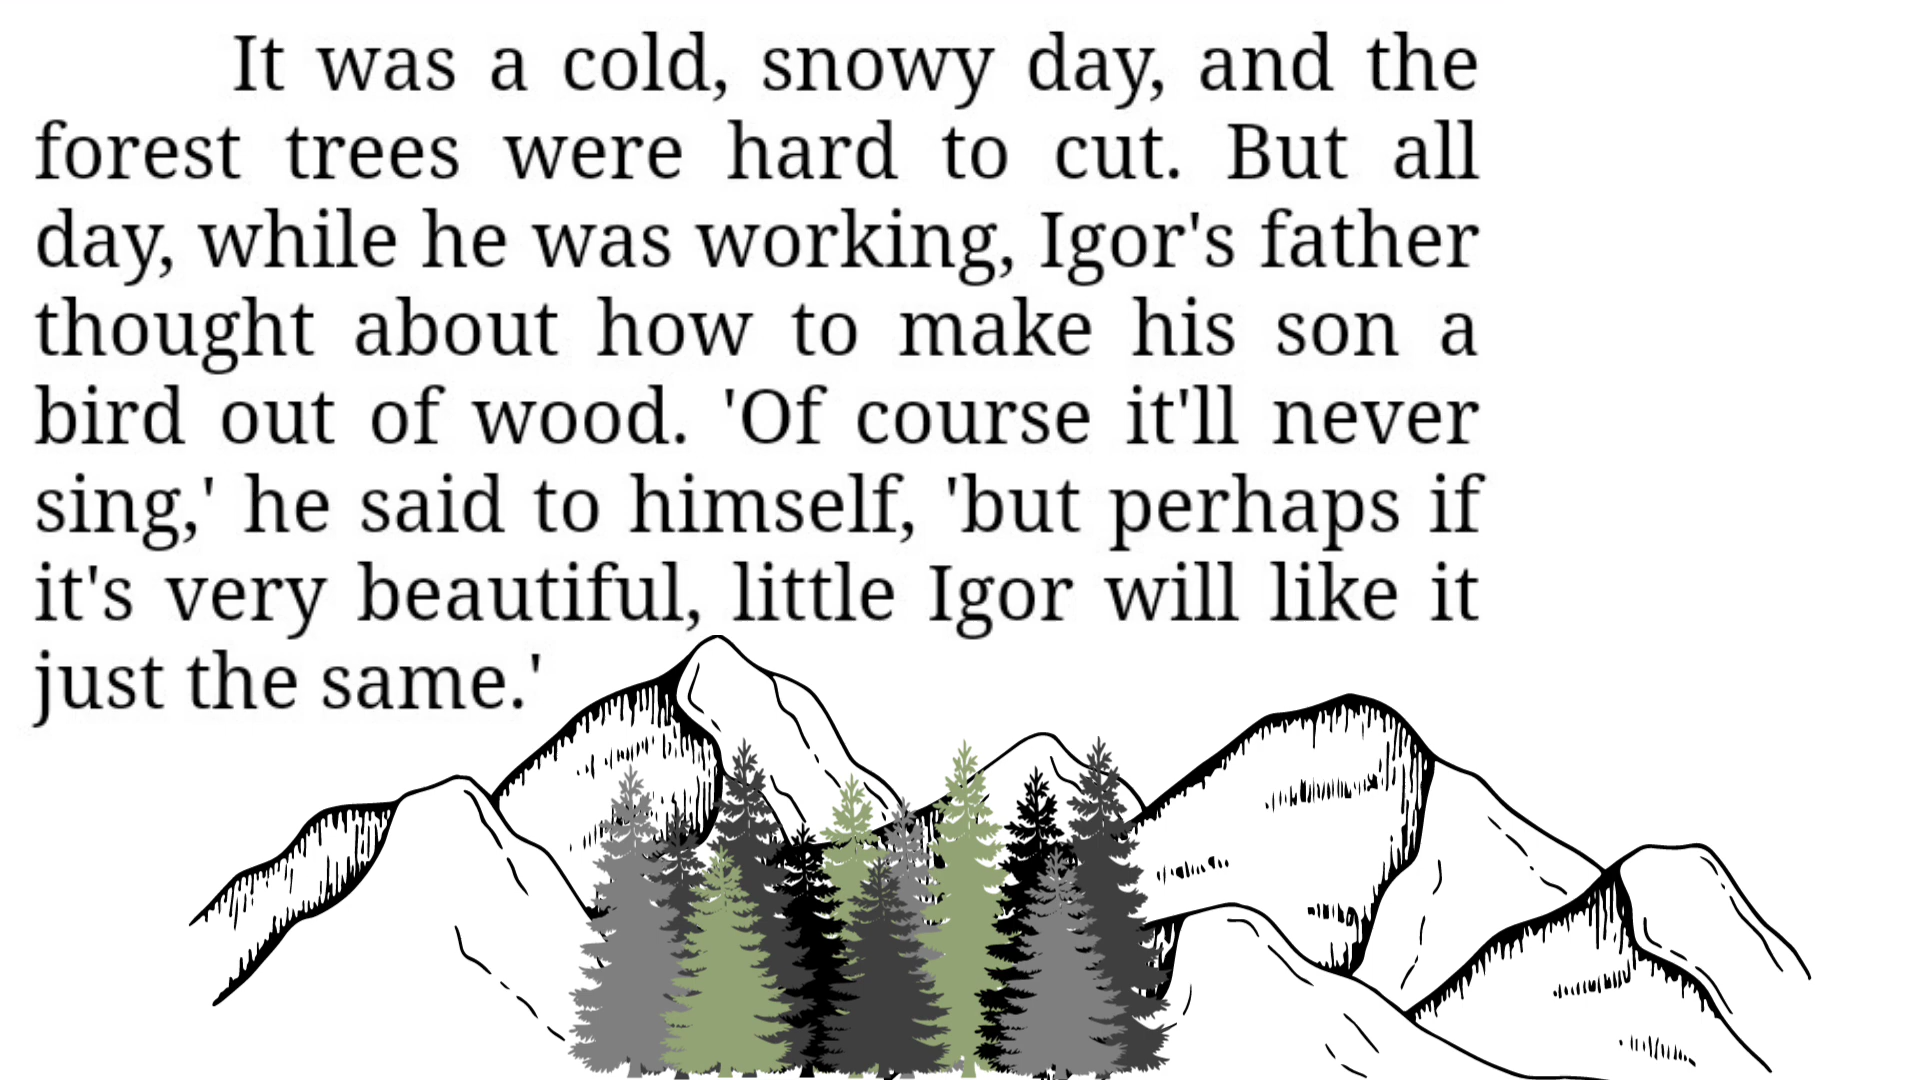 It was a cold, snowy day, and the
forest trees were hard to cut. But all
day, while he was working, Igor's father
thought about how to make his son a
bird out of wood. 'Of course it'll never
sing,' he said to himself, 'but perhaps if
it's very beautiful, little Igor will like it
just the same.'